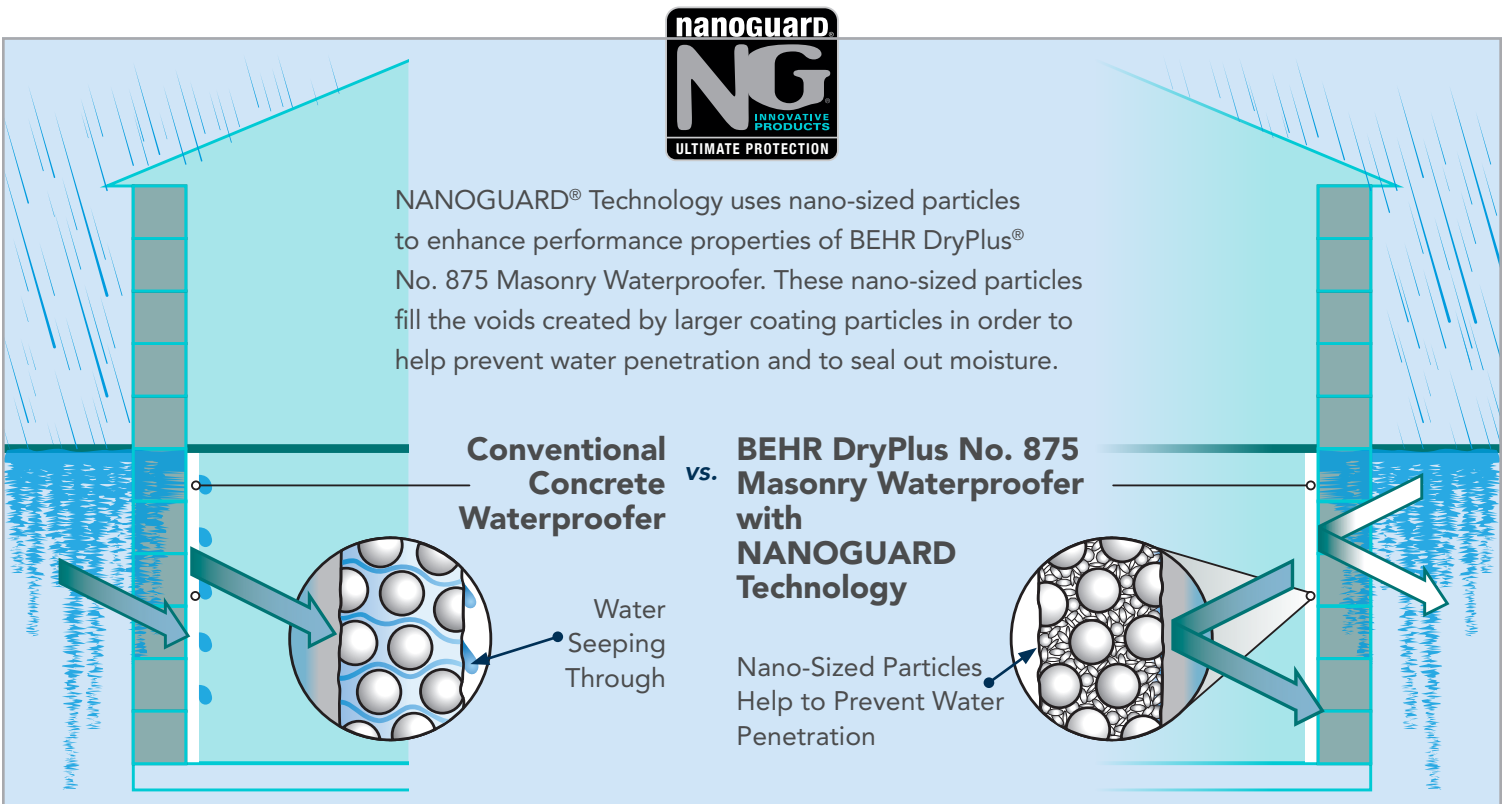 nanoGuarD®
NG®
INNOVATIVE
PRODUCTS
ULTIMATE PROTECTION
NANOGUARD® Technology uses nano-sized particles
to enhance performance properties of BEHR DryPlus®
No. 875 Masonry Waterproofer. These nano-sized particles
fill the voids created by larger coating particles in order to
help prevent water penetration and to seal out moisture.
Conventional
Concrete
Waterproofer
vs.
BEHR DryPlus No. 875
Masonry Waterproofer
with
NANOGUARD
Technology
Water
Seeping
Through
Nano-Sized Particles
Help to Prevent Water
Penetration